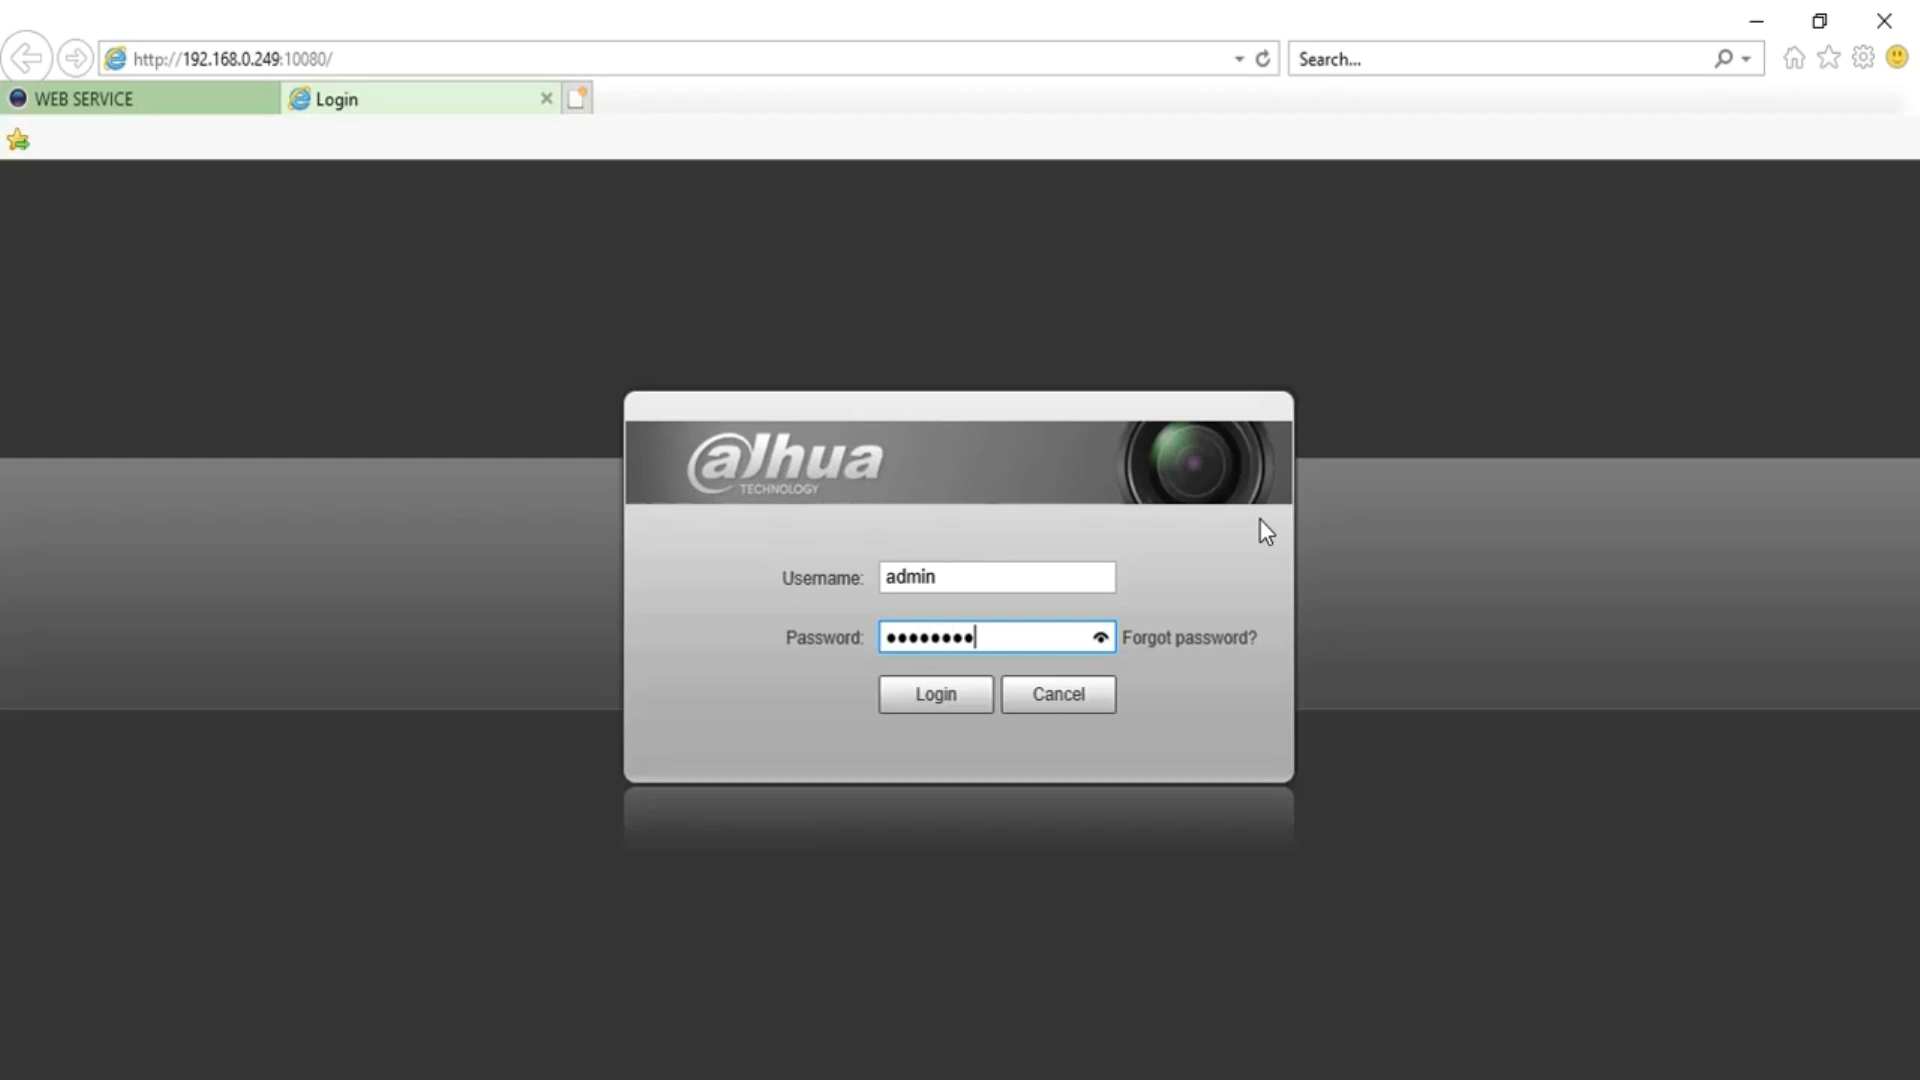 http://192.168.0.249:10080/
Search...
WEB SERVICE
Login
alhua
TECHNOLOGY
Username: admin
Password: ●●●●●●●● Forgot password?
Login Cancel